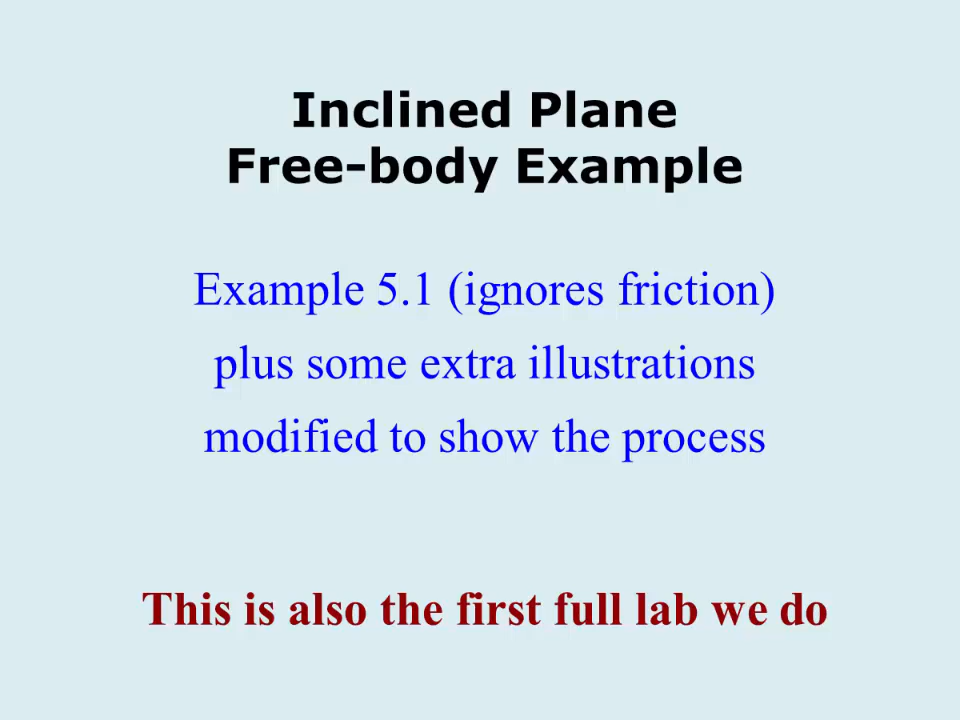 Inclined Plane
Free-body Example
Example 5.1 (ignores friction)
plus some extra illustrations
modified to show the process
This is also the first full lab we do